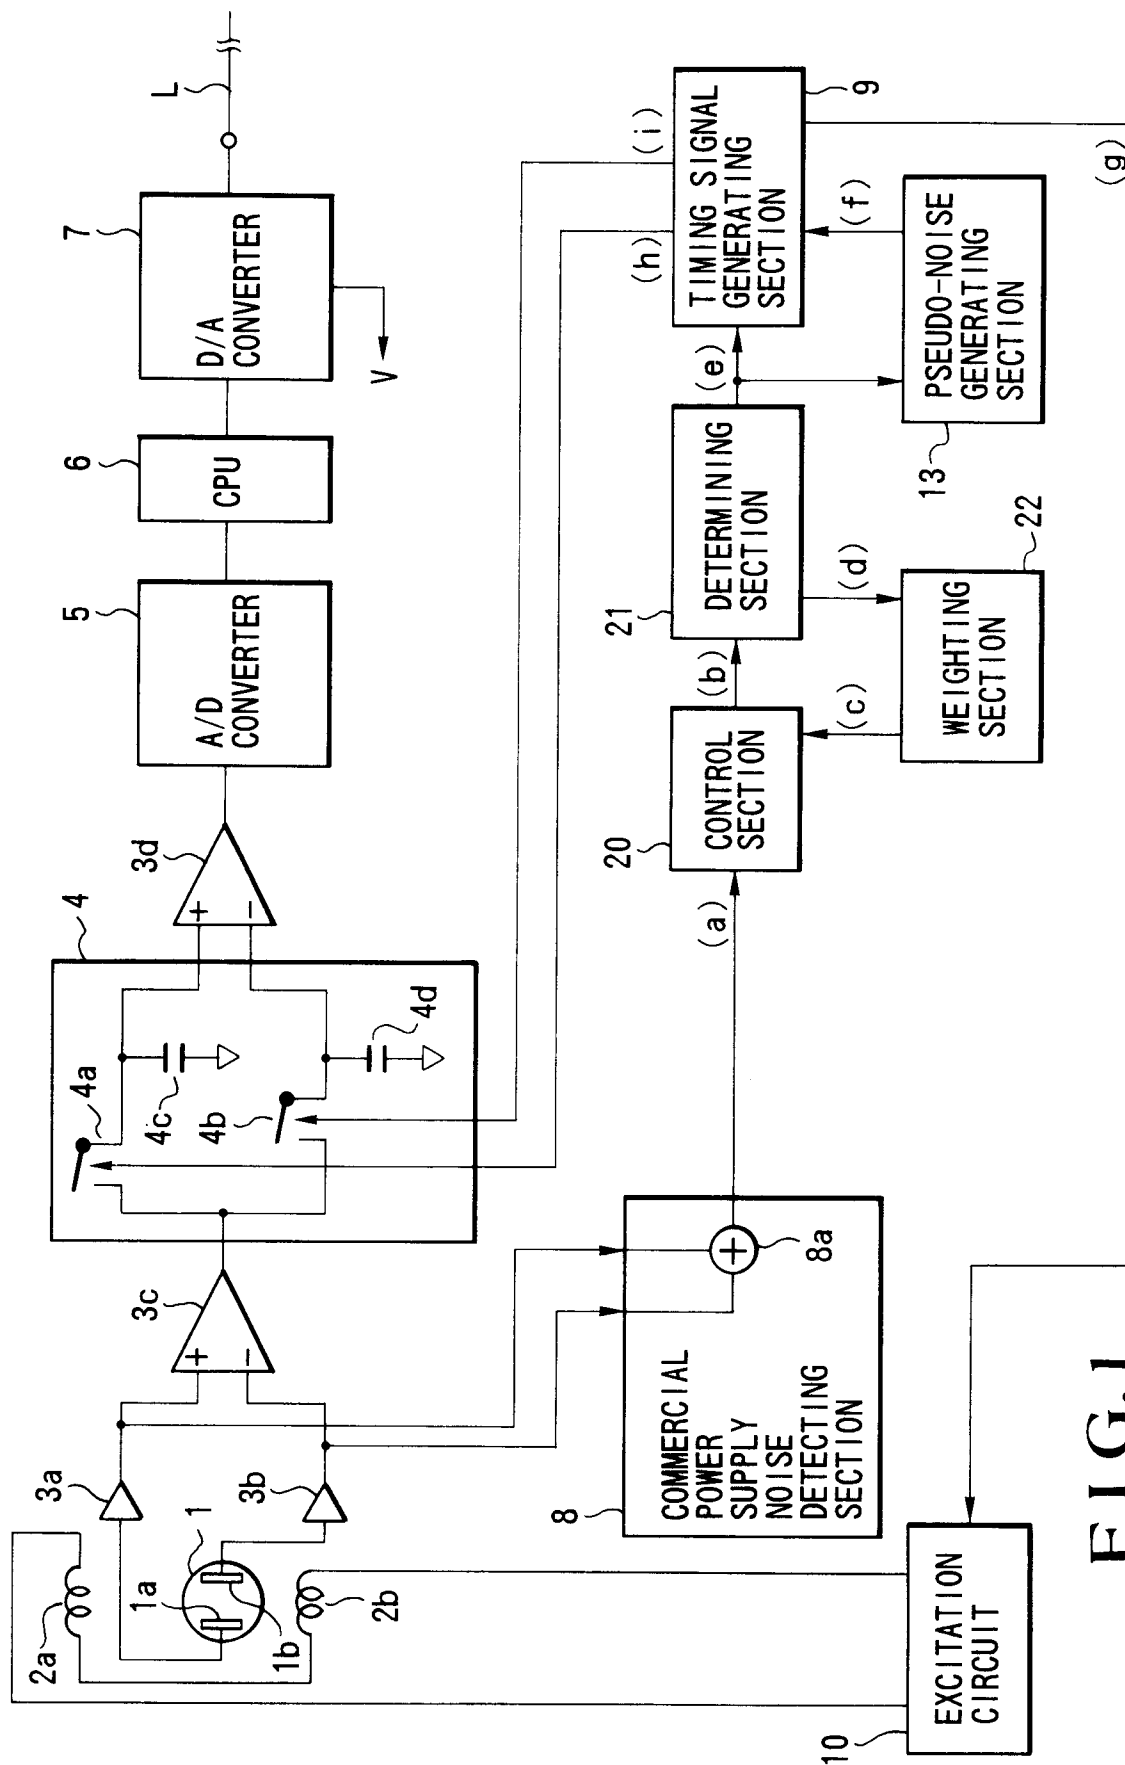 2a
2b
1a
1b
1
3a
3b
3c
4
4a
4b
4c
4d
3d
+
−
+
−
5
A/D
CONVERTER
6
CPU
7
D/A
CONVERTER
V
L
8
COMMERCIAL
POWER
SUPPLY
NOISE
DETECTING
SECTION
+
8a
(a)
20
CONTROL
SECTION
(b)
21
DETERMINING
SECTION
(c)
(d)
WEIGHTING
SECTION
22
(e)
TIMING SIGNAL
GENERATING
SECTION
9
(h)
(i)
(f)
(g)
PSEUDO-NOISE
GENERATING
SECTION
13
10
EXCITATION
CIRCUIT
FIG.1